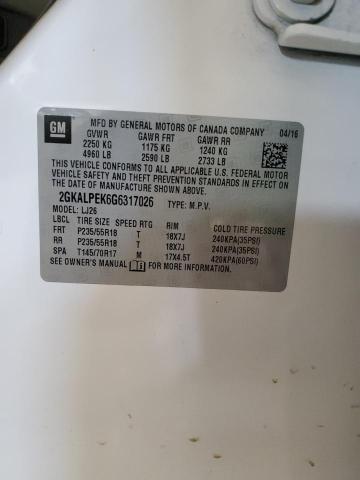 GM
MFD BY GENERAL MOTORS OF CANADA COMPANY 04/16
GVWR GAWR FRT GAWR RR
2250 KG 1175 KG 1240 KG
4960 LB 2590 LB 2733 LB
THIS VEHICLE CONFORMS TO ALL APPLICABLE U.S. FEDERAL MOTOR
VEHICLE SAFETY AND THEFT PREVENTION STANDARDS IN EFFECT ON
THE DATE OF MANUFACTURE SHOWN ABOVE.
2GKALPEK6G6317026 TYPE: M.P.V.
MODEL: LJ26
LBCL TIRE SIZE SPEED RTG RIM COLD TIRE PRESSURE
FRT P235/55R18 T 18X7J 240KPA(35PSI)
RR P235/55R18 T 18X7J 240KPA(35PSI)
SPA T145/70R17 M 17X4.5T 420KPA(60PSI)
SEE OWNER'S MANUAL FOR MORE INFORMATION.